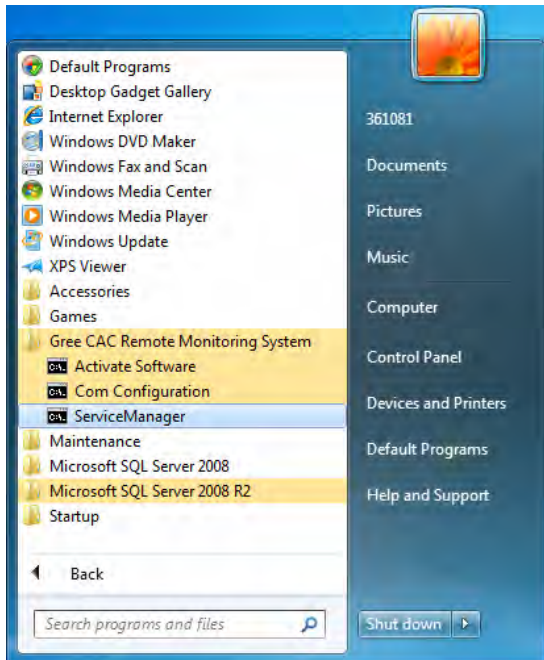 Default Programs
Desktop Gadget Gallery
Internet Explorer
Windows DVD Maker
Windows Fax and Scan
Windows Media Center
Windows Media Player
Windows Update
XPS Viewer
Accessories
Games
Gree CAC Remote Monitoring System
Activate Software
Com Configuration
ServiceManager
Maintenance
Microsoft SQL Server 2008
Microsoft SQL Server 2008 R2
Startup
Back
Search programs and files
361081
Documents
Pictures
Music
Computer
Control Panel
Devices and Printers
Default Programs
Help and Support
Shut down